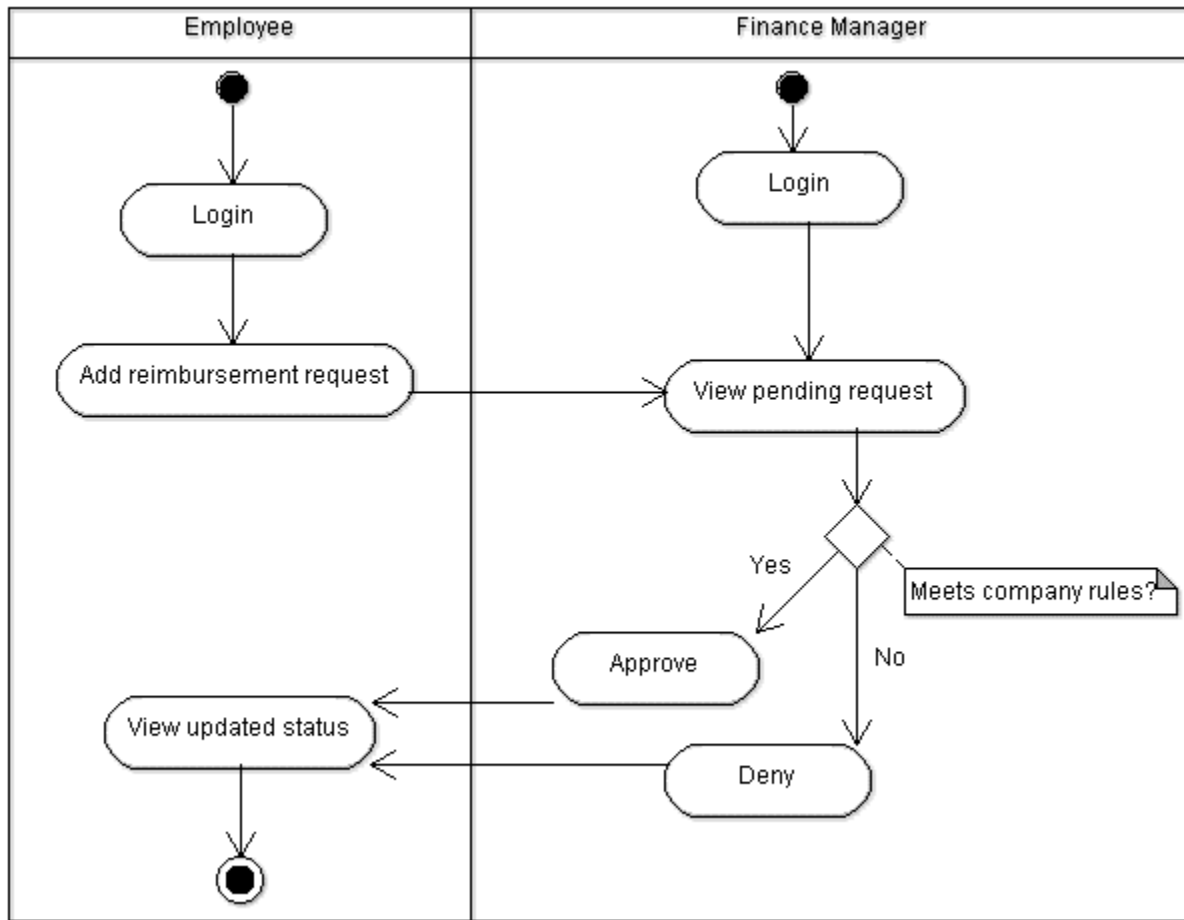 Employee
Finance Manager
Login
Login
Add reimbursement request
View pending request
Yes
Meets company rules?
No
Approve
View updated status
Deny